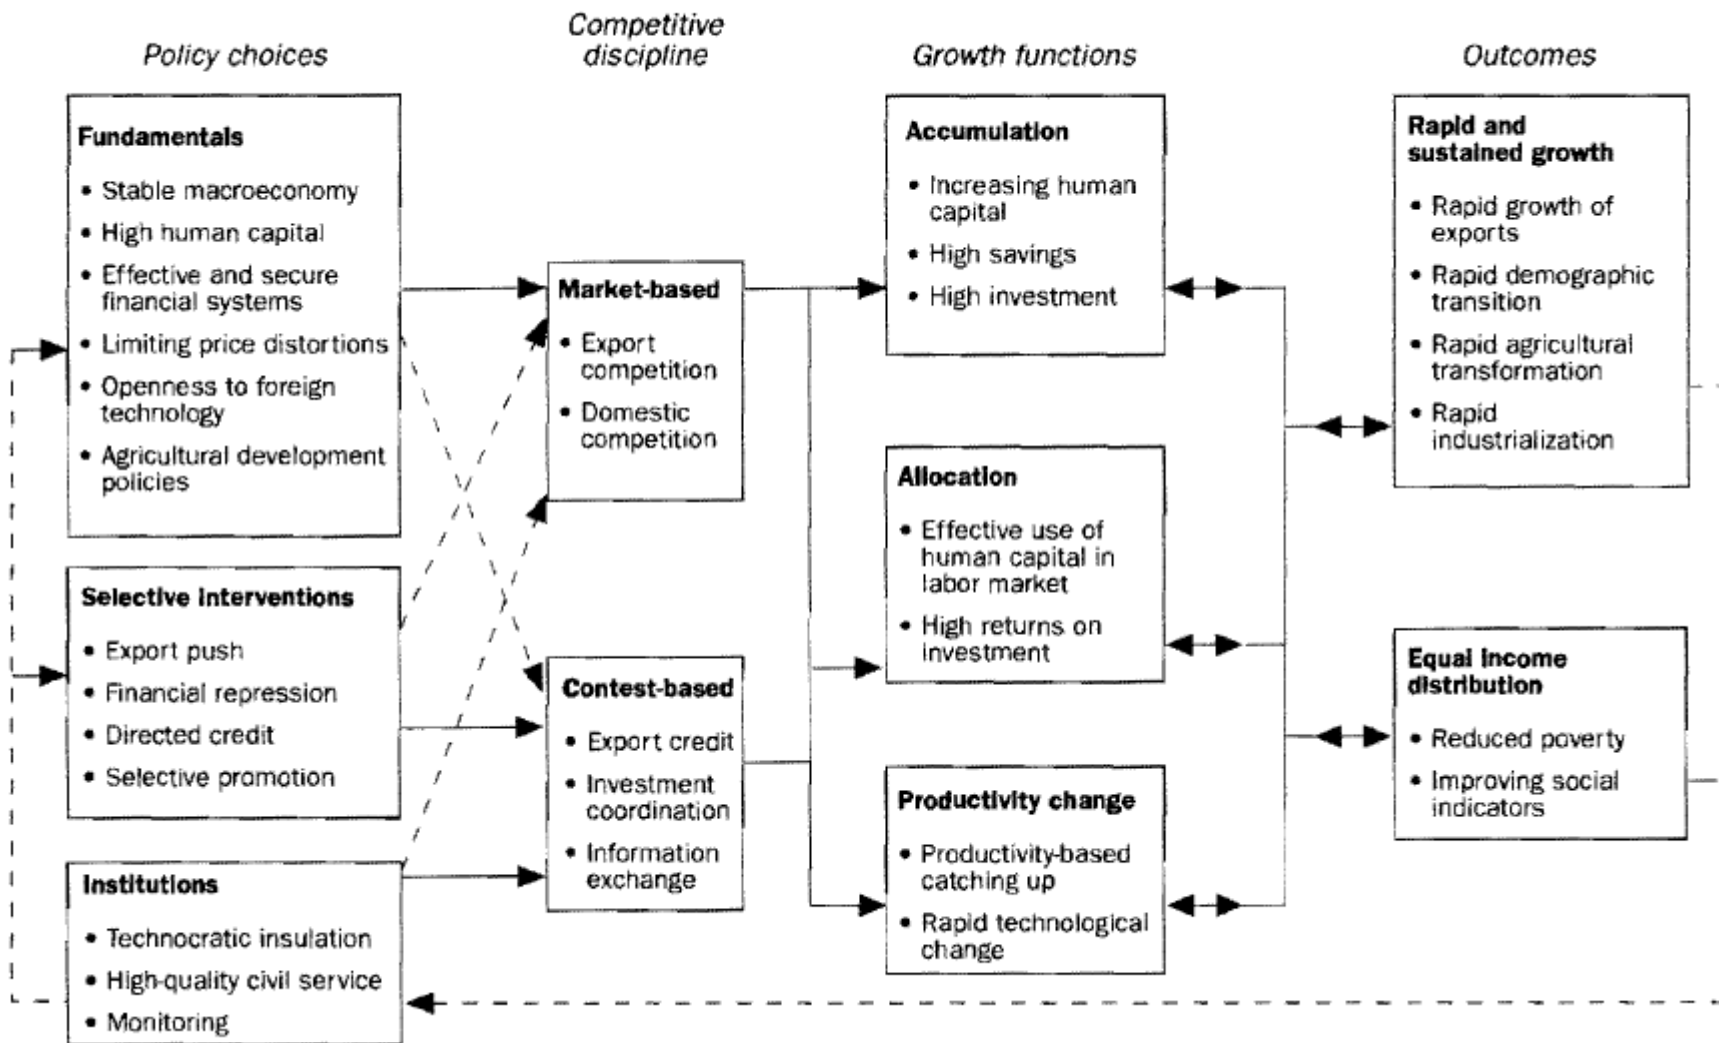 Policy choices
Competitive
discipline
Growth functions
Outcomes
Fundamentals
• Stable macroeconomy
• High human capital
• Effective and secure
financial systems
• Limiting price distortions
• Openness to foreign
technology
• Agricultural development
policies
Selective interventions
• Export push
• Financial repression
• Directed credit
• Selective promotion
Institutions
• Technocratic insulation
• High-quality civil service
• Monitoring
Market-based
• Export
competition
• Domestic
competition
Contest-based
• Export credit
• Investment
coordination
• Information
exchange
Accumulation
• Increasing human
capital
• High savings
• High investment
Allocation
• Effective use of
human capital in
labor market
• High returns on
investment
Productivity change
• Productivity-based
catching up
• Rapid technological
change
Rapid and
sustained growth
• Rapid growth of
exports
• Rapid demographic
transition
• Rapid agricultural
transformation
• Rapid
industrialization
Equal income
distribution
• Reduced poverty
• Improving social
indicators